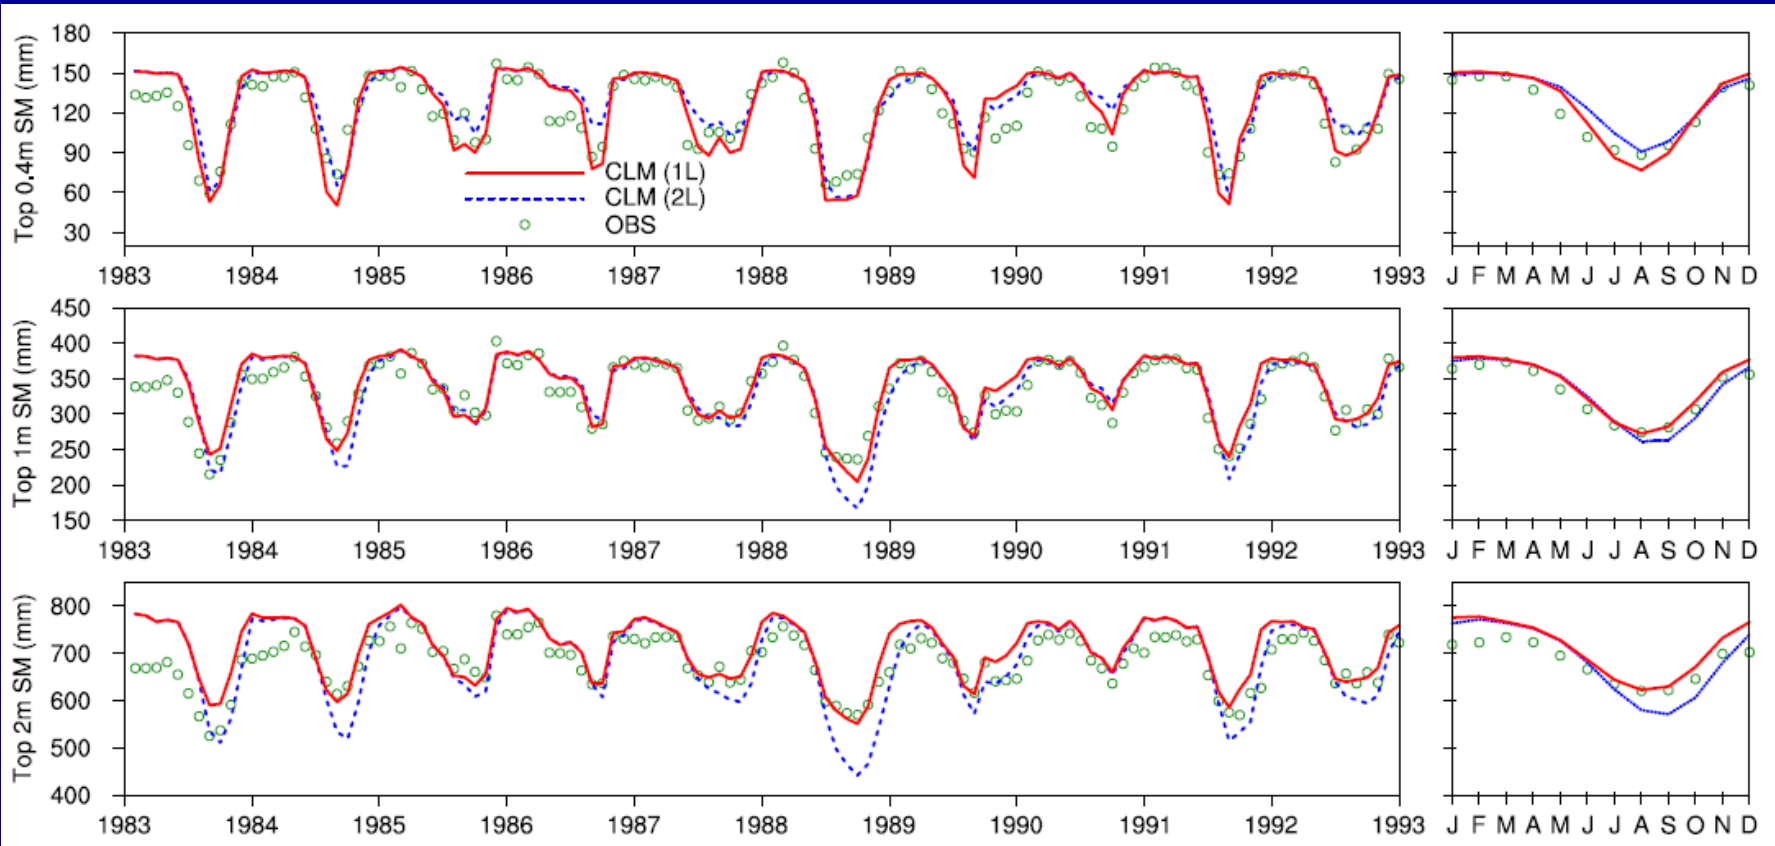 Top 0.4m SM (mm)
180
150
120
90
60
30
CLM (1L)
CLM (2L)
OBS
1983 1984 1985 1986 1987 1988 1989 1990 1991 1992 1993
J F M A M J J A S O N D
Top 1m SM (mm)
450
400
350
300
250
200
150
1983 1984 1985 1986 1987 1988 1989 1990 1991 1992 1993
J F M A M J J A S O N D
Top 2m SM (mm)
800
700
600
500
400
1983 1984 1985 1986 1987 1988 1989 1990 1991 1992 1993
J F M A M J J A S O N D